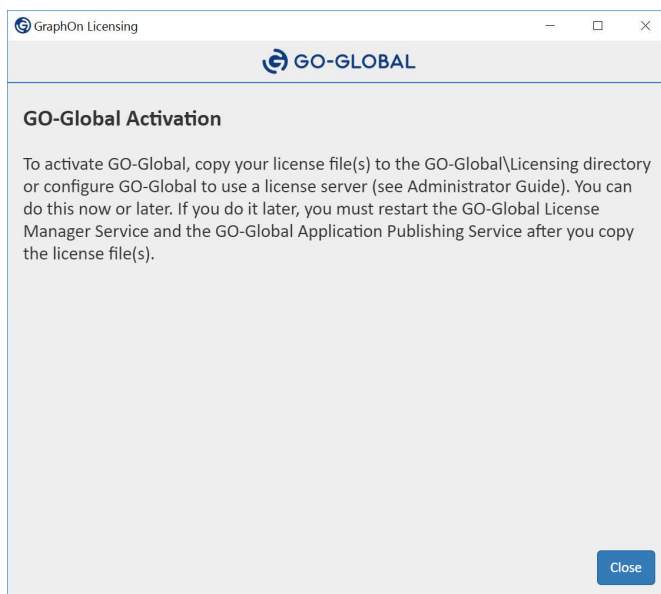 GraphOn Licensing
GO-GLOBAL
GO-Global Activation
To activate GO-Global, copy your license file(s) to the GO-Global\Licensing directory
or configure GO-Global to use a license server (see Administrator Guide). You can
do this now or later. If you do it later, you must restart the GO-Global License
Manager Service and the GO-Global Application Publishing Service after you copy
the license file(s).
Close